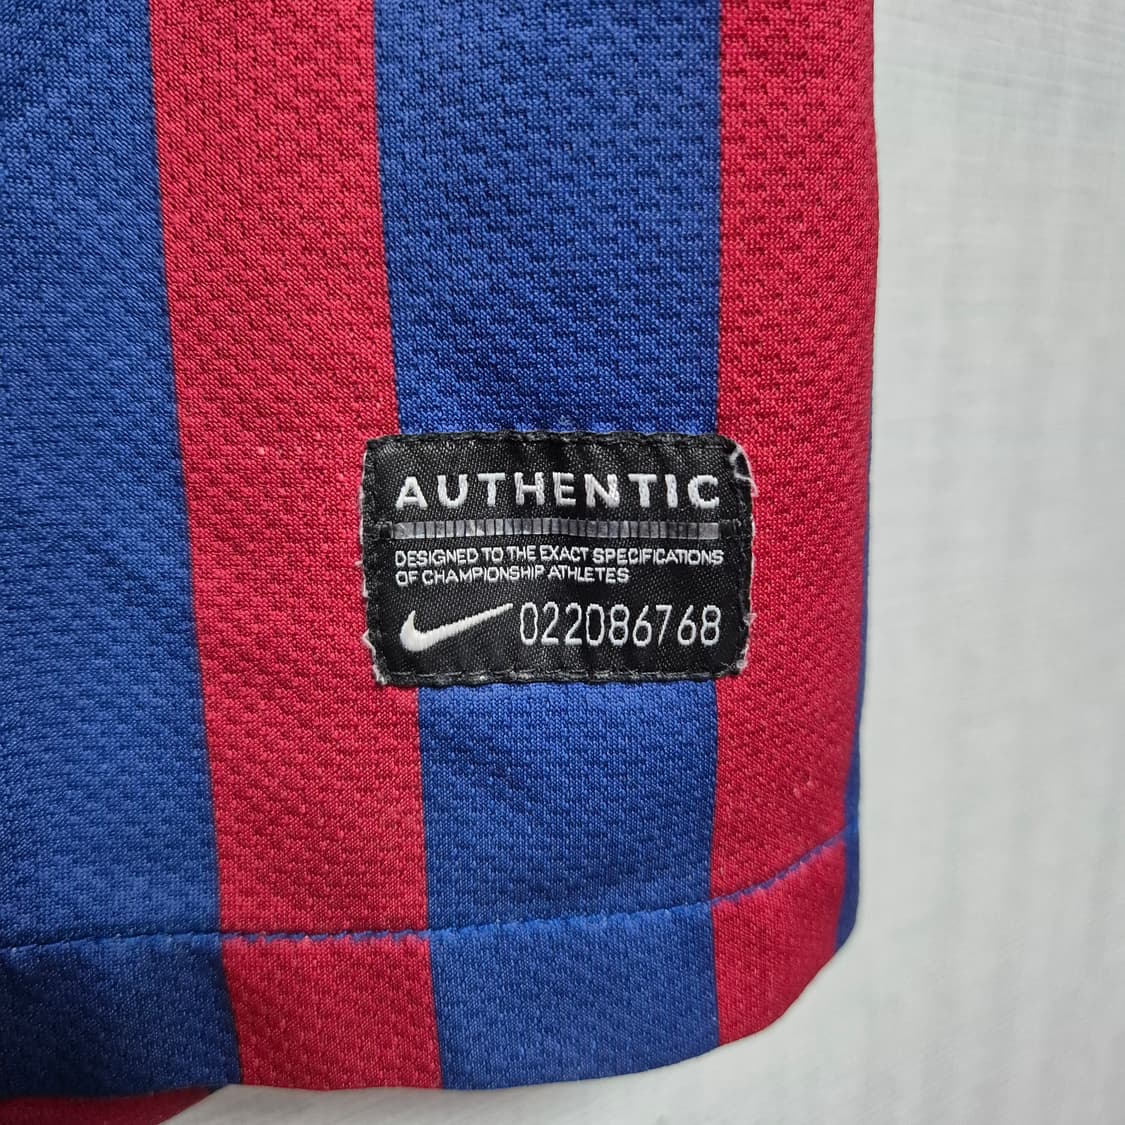 AUTHENTIC
DESIGNED TO THE EXACT SPECIFICATIONS
OF CHAMPIONSHIP ATHLETES
022086768